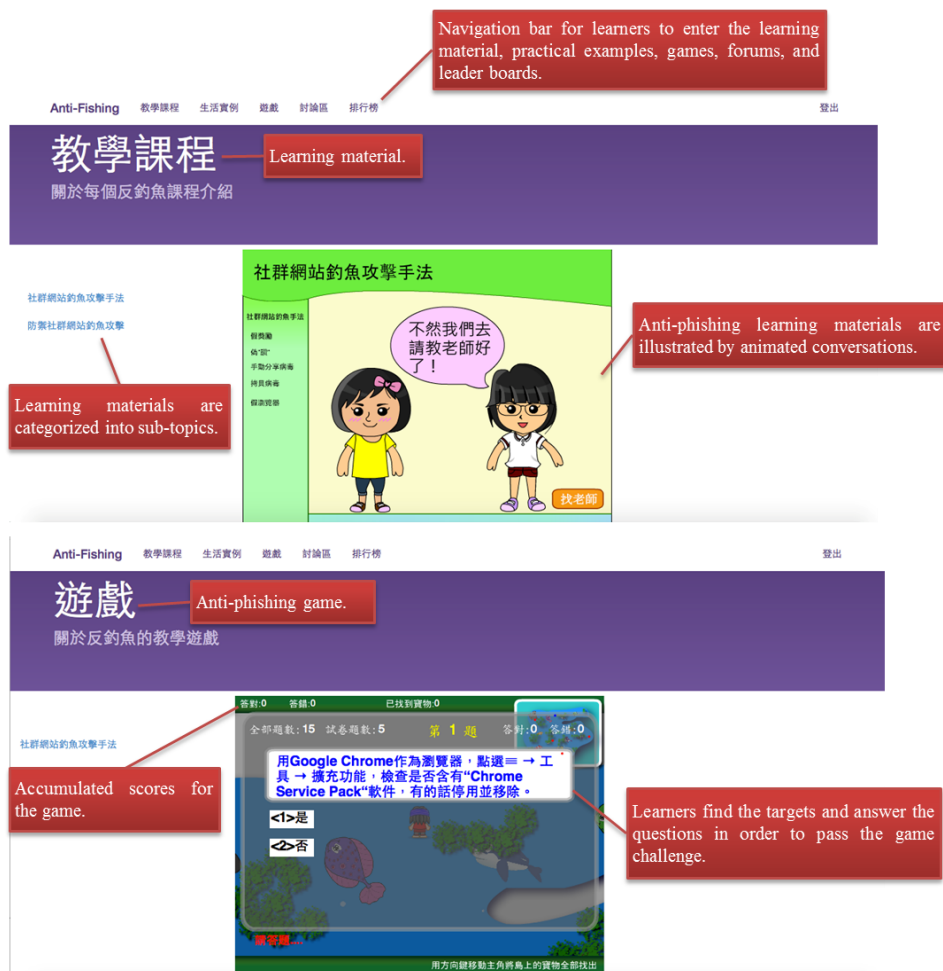 Navigation bar for learners to enter the learning
material, practical examples, games, forums, and
leader boards.
Anti-Fishing 教學課程 生活實例 遊戲 討論區 排行榜 登出
教學課程
Learning material.
關於每個反釣魚課程介紹
社群網站釣魚攻擊手法
社群網站釣魚攻擊手法
防禦社群網站釣魚攻擊
社群網站釣魚手法
假獎勵
偽"讚"
手動分享病毒
拷貝病毒
假瀏覽器
不然我們去
請教老師好
了！
找老師
Anti-phishing learning materials are
illustrated by animated conversations.
Learning materials are
categorized into sub-topics.
Anti-Fishing 教學課程 生活實例 遊戲 討論區 排行榜 登出
遊戲
Anti-phishing game.
關於反釣魚的教學遊戲
社群網站釣魚攻擊手法
答對:0 答錯:0 已找到寶物:0
全部題數:15 試卷題數:5 第 1 題 答對:0 答錯:0
用Google Chrome作為瀏覽器，點選≡ → 工
具 → 擴充功能，檢查是否含有“Chrome
Service Pack“軟件，有的話停用並移除。
<1>是
<2>否
請答題....
用方向鍵移動主角將島上的寶物全部找出
Accumulated scores for
the game.
Learners find the targets and answer the
questions in order to pass the game
challenge.